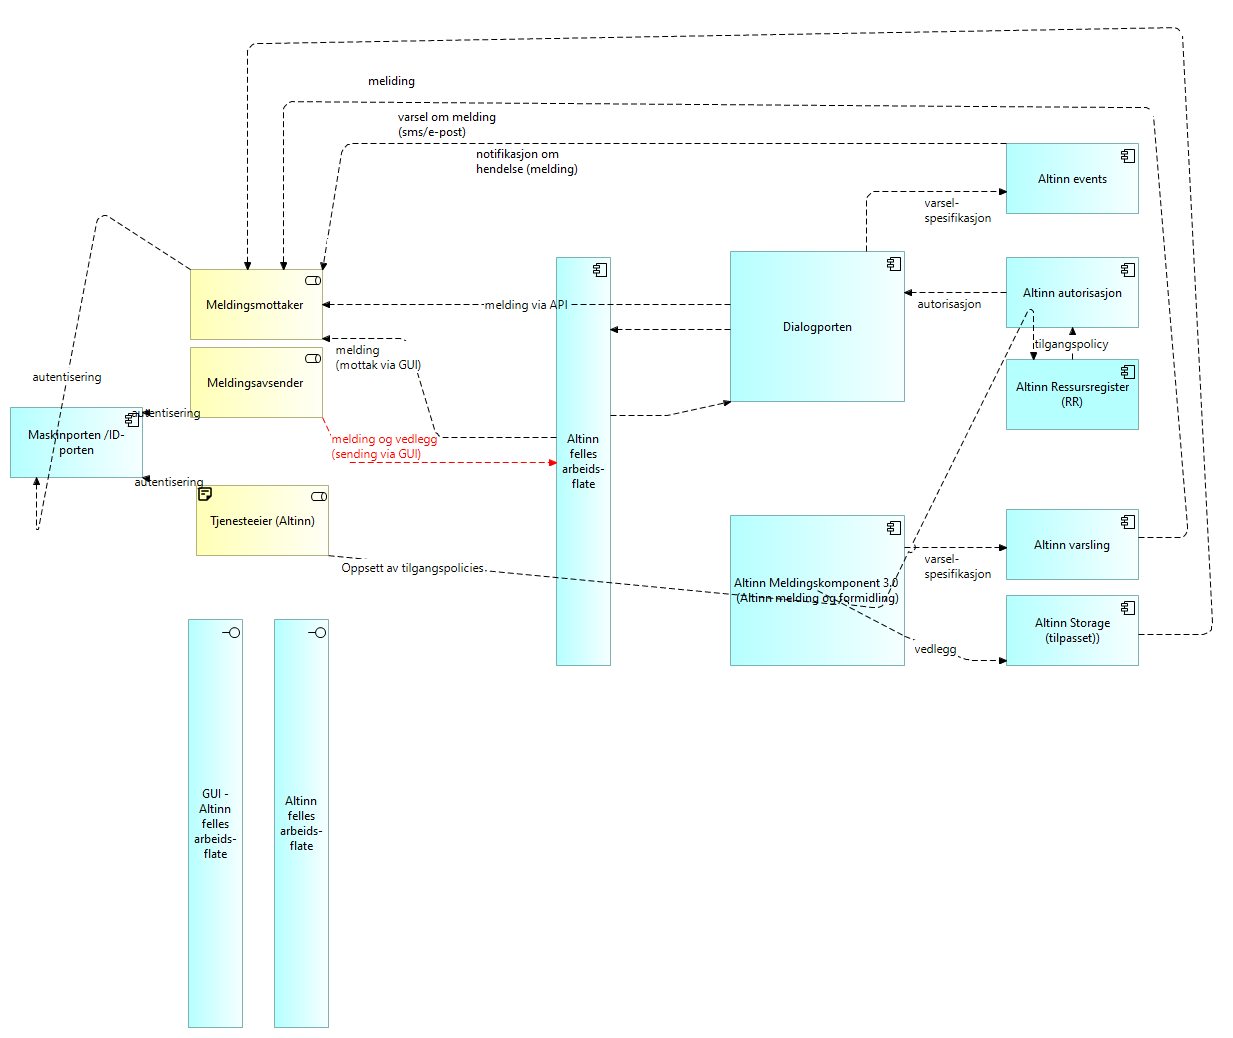 meliding
varsel om melding
(sms/e-post)
notifikasjon om
hendelse (melding)
Altinn events
varsel-
spesifikasjon
Meldingsmottaker
melding via API
Dialogporten
autorisasjon
Altinn autorisasjon
tilgangspolicy
melding
(mottak via GUI)
autentisering
Meldingsavsender
Altinn Ressursregister
(RR)
autentisering
Maskinporten /ID-
porten
melding og vedlegg
(sending via GUI)
Altinn
felles
arbeids-
flate
autentisering
Tjenesteeier (Altinn)
Oppsett av tilgangspolicies
Altinn Meldingskomponent 3.0
(Altinn melding og formidling)
varsel-
spesifikasjon
Altinn varsling
vedlegg
Altinn Storage
(tilpasset))
GUI -
Altinn
felles
arbeids-
flate
Altinn
felles
arbeids-
flate